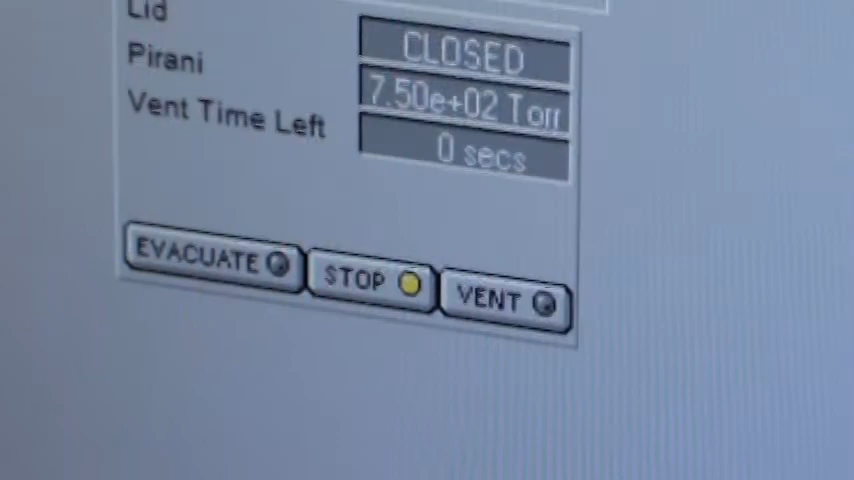 Lid CLOSED
Pirani 7.50e+02 Torr
Vent Time Left 0 secs
EVACUATE STOP VENT